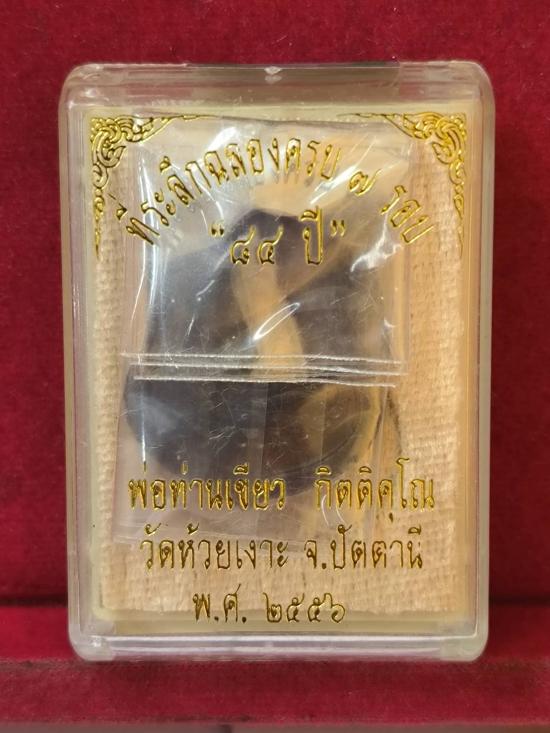 ที่ระลึกฉลองครบ ๗ รอบ
"๘๔ ปี"
พ่อท่านเขียว กิตติคุโณ
วัดห้วยเงาะ จ.ปัตตานี
พ.ศ. ๒๕๕๖